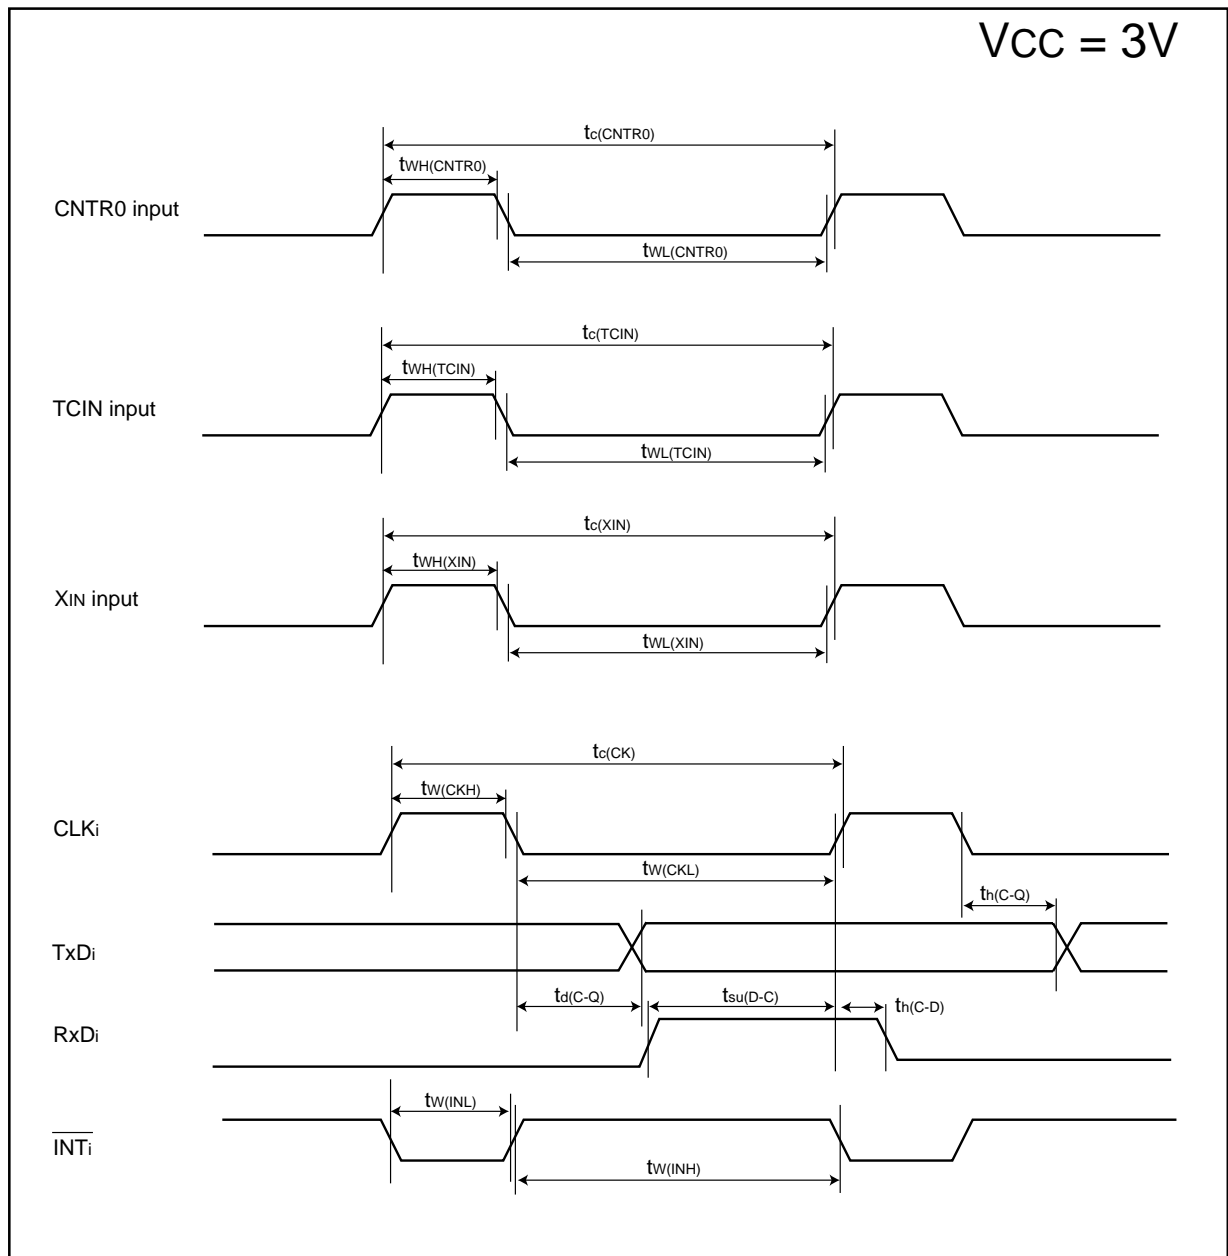 VCC = 3V
tc(CNTR0)
tWH(CNTR0)
CNTR0 input
tWL(CNTR0)
tc(TCIN)
tWH(TCIN)
TCIN input
tWL(TCIN)
tc(XIN)
tWH(XIN)
XIN input
tWL(XIN)
tc(CK)
tW(CKH)
CLKi
tW(CKL)
th(C-Q)
TxDi
td(C-Q)
tsu(D-C)
th(C-D)
RxDi
tW(INL)
INTi
tW(INH)